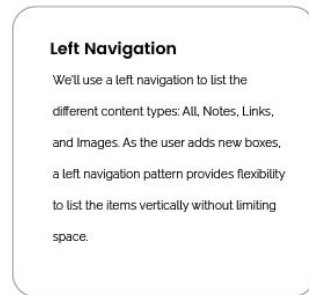 Left Navigation
We'll use a left navigation to list the
different content types: All, Notes, Links,
and Images. As the user adds new boxes,
a left navigation pattern provides flexibility
to list the items vertically without limiting
space.